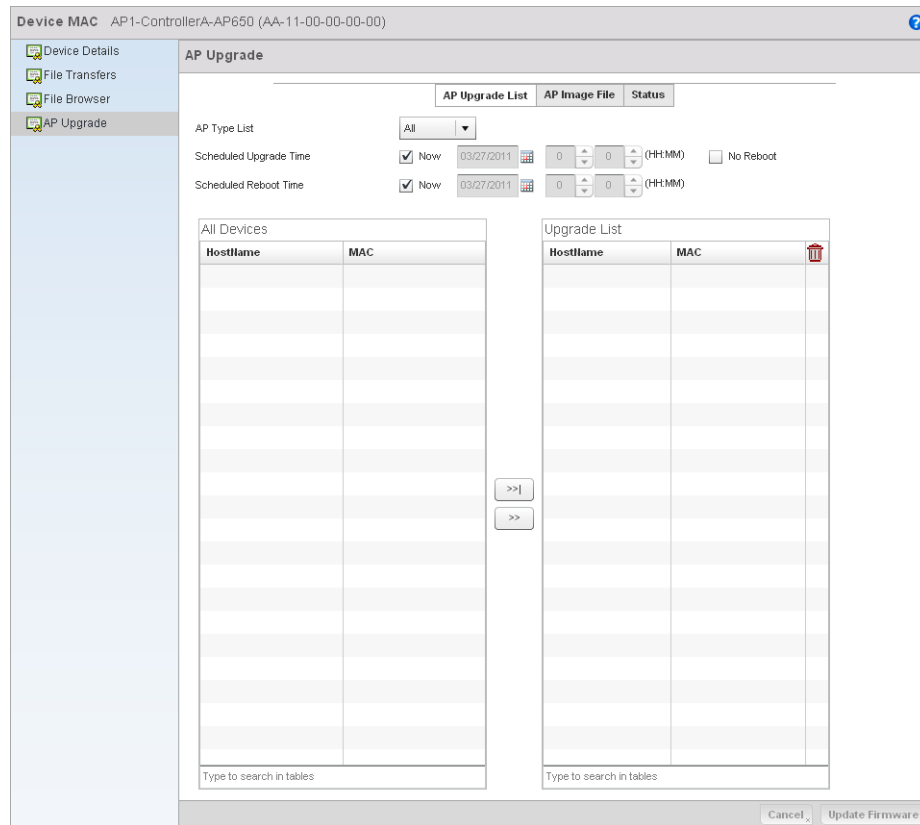 Device MAC AP1-ControllerA-AP650 (AA-11-00-00-00-00)
?
Device Details
File Transfers
File Browser
AP Upgrade
AP Upgrade
AP Upgrade List AP Image File Status
AP Type List All
Scheduled Upgrade Time Now 03/27/2011 0 0 (HH:MM) No Reboot
Scheduled Reboot Time Now 03/27/2011 0 0 (HH:MM)
All Devices
HostName MAC
Type to search in tables
>>|
>>
Upgrade List
HostName MAC
Type to search in tables
Cancel Update Firmware